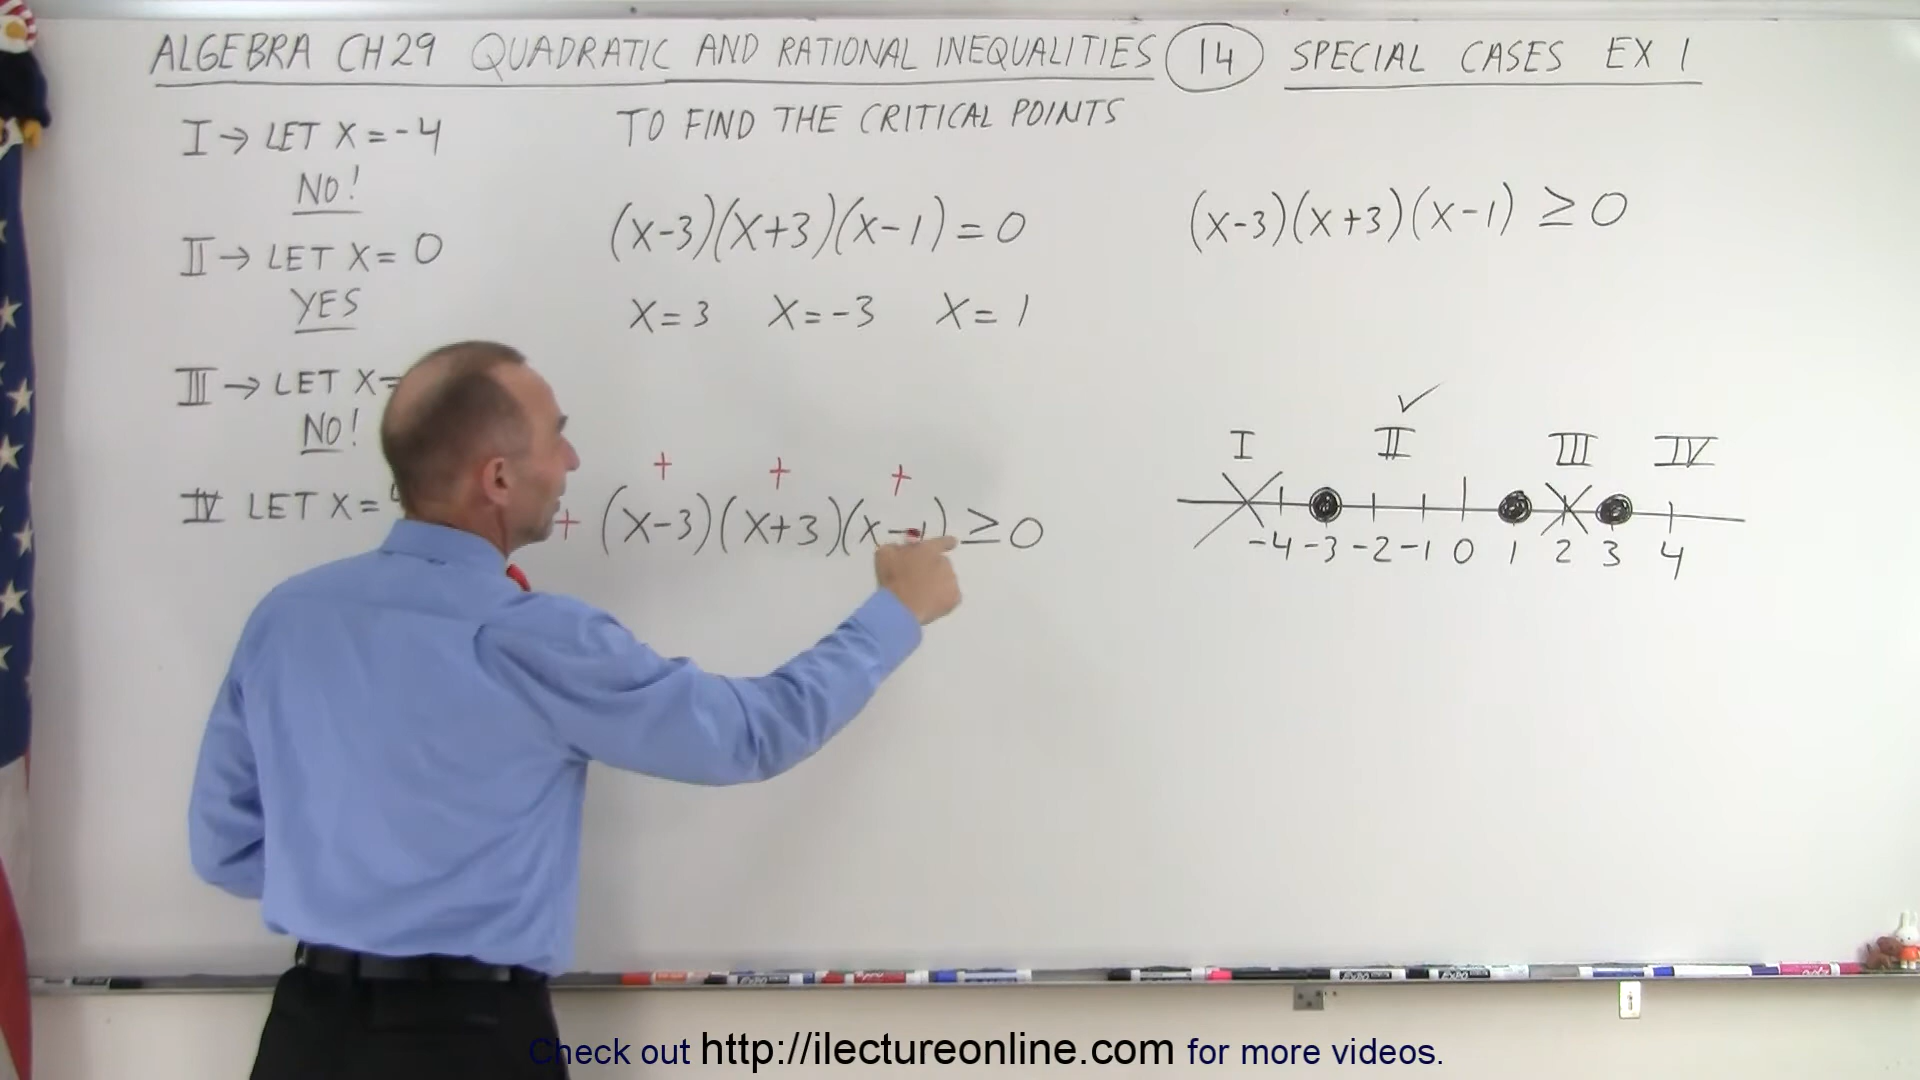 ALGEBRA CH29 QUADRATIC AND RATIONAL INEQUALITIES 14 SPECIAL CASES EX 1
I → LET X = -4
NO!
II → LET X = 0
YES
III → LET X=
NO!
IV LET X =
TO FIND THE CRITICAL POINTS
(X-3)(X+3)(X-1) = 0
X = 3 X = -3 X = 1
+ + +
+ (X-3)(X+3)(X-1) ≥ 0
(X-3)(X+3)(X-1) ≥ 0
✓
I II III IV
-4 -3 -2 -1 0 1 2 3 4
Check out http://ilectureonline.com for more videos.